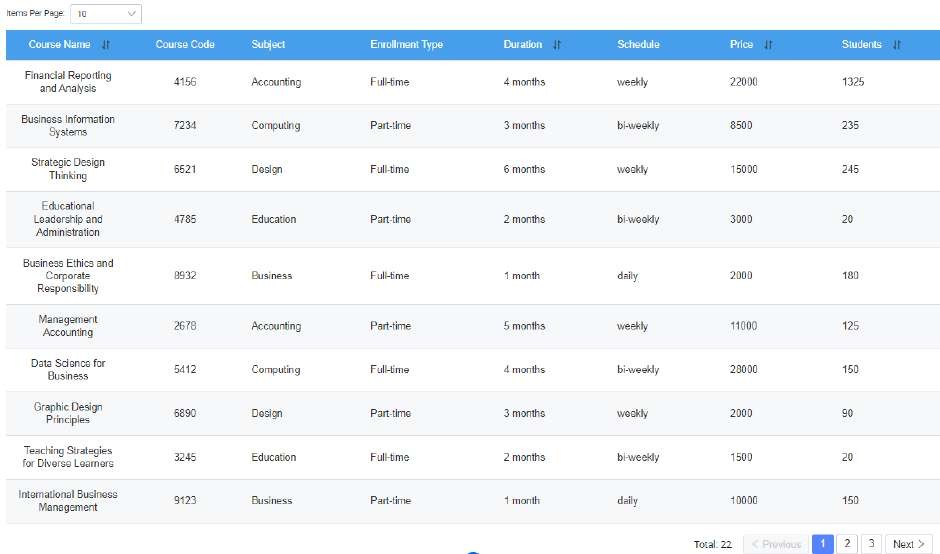 Items Per Page: 10
Course Name Course Code Subject Enrollment Type Duration Schedule Price Students
Financial Reporting
and Analysis 4156 Accounting Full-time 4 months weekly 22000 1325
Business Information
Systems 7234 Computing Part-time 3 months bi-weekly 8500 235
Strategic Design
Thinking 6521 Design Full-time 6 months weekly 15000 245
Educational
Leadership and 4785 Education Part-time 2 months bi-weekly 3000 20
Administration
Business Ethics and
Corporate 8932 Business Full-time 1 month daily 2000 180
Responsibility
Management
Accounting 2678 Accounting Part-time 5 months weekly 11000 125
Data Science for
Business 5412 Computing Full-time 4 months bi-weekly 28000 150
Graphic Design
Principles 6890 Design Part-time 3 months weekly 2000 90
Teaching Strategies
for Diverse Learners 3245 Education Full-time 2 months bi-weekly 1500 20
International Business
Management 9123 Business Part-time 1 month daily 10000 150
Total: 22 < Previous 1 2 3 Next >